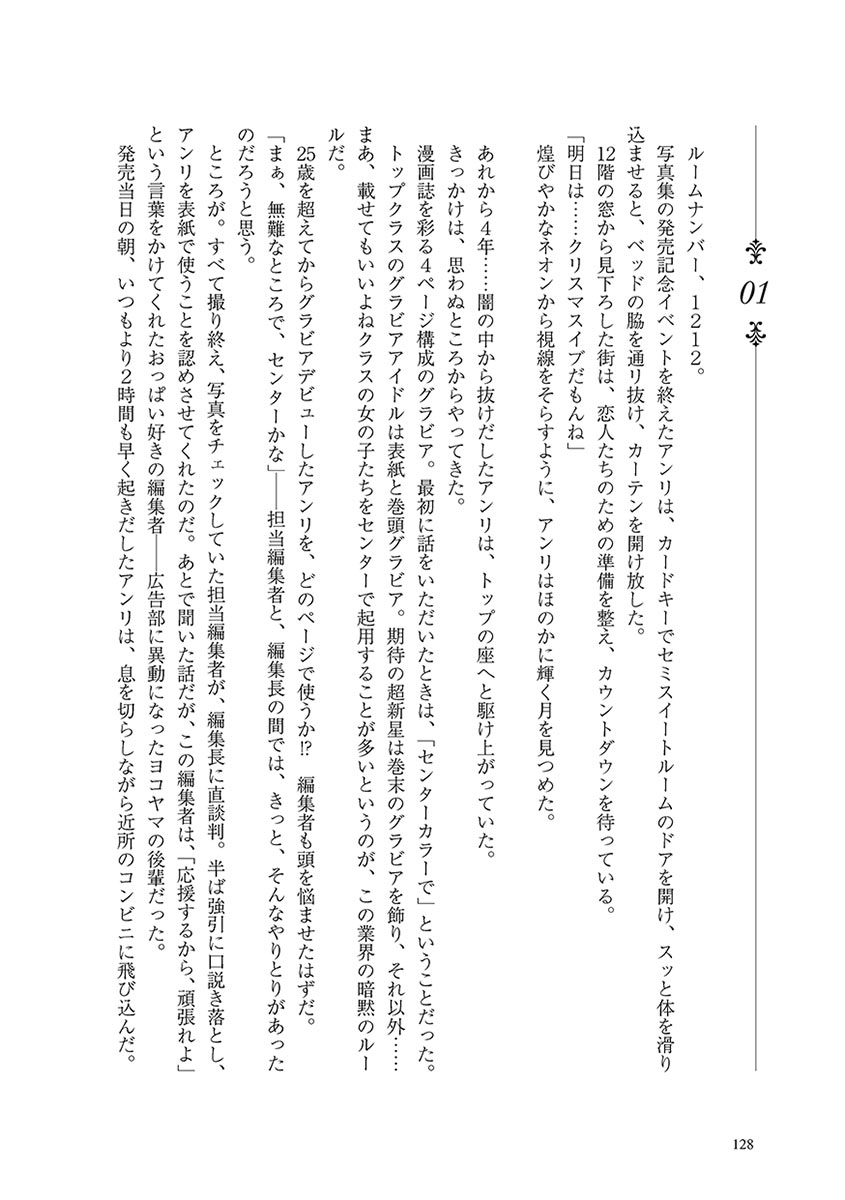 01
ルームナンバー、1212。
写真集の発売記念イベントを終えたアンリは、カードキーでセミスイートルームのドアを開け、スッと体を滑り
込ませると、ベッドの脇を通り抜け、カーテンを開け放した。
12階の窓から見下ろした街は、恋人たちのための準備を整え、カウントダウンを待っている。
「明日は……クリスマスイブだもんね」
煌びやかなネオンから視線をそらすように、アンリはほのかに輝く月を見つめた。
あれから4年……闇の中から抜けだしたアンリは、トップの座へと駆け上がっていた。
きっかけは、思わぬところからやってきた。
漫画誌を彩る4ページ構成のグラビア。最初に話をいただいたときは、「センターカラーで」ということだった。
トップクラスのグラビアアイドルは表紙と巻頭グラビア。期待の超新星は巻末のグラビアを飾り、それ以外……
まあ、載せてもいいよねクラスの女の子たちをセンターで起用することが多いというのが、この業界の暗黙のルー
ルだ。
25歳を超えてからグラビアデビューしたアンリを、どのページで使うか⁉　編集者も頭を悩ませたはずだ。
「まぁ、無難なところで、センターかな」――担当編集者と、編集長の間では、きっと、そんなやりとりがあった
のだろうと思う。
ところが。すべて撮り終え、写真をチェックしていた担当編集者が、編集長に直談判。半ば強引に口説き落とし、
アンリを表紙で使うことを認めさせてくれたのだ。あとで聞いた話だが、この編集者は、「応援するから、頑張れよ」
という言葉をかけてくれたおっぱい好きの編集者――広告部に異動になったヨコヤマの後輩だった。
発売当日の朝、いつもより2時間も早く起きだしたアンリは、息を切らしながら近所のコンビニに飛び込んだ。
128